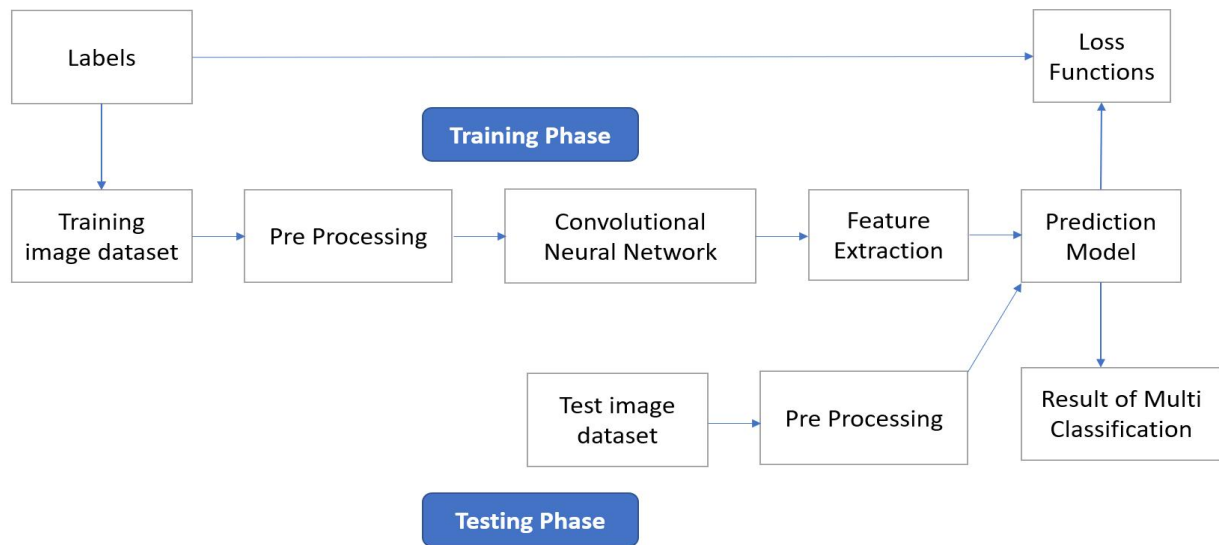 Labels
Loss
Functions
Training Phase
Training
image dataset
Pre Processing
Convolutional
Neural Network
Feature
Extraction
Prediction
Model
Test image
dataset
Pre Processing
Result of Multi
Classification
Testing Phase